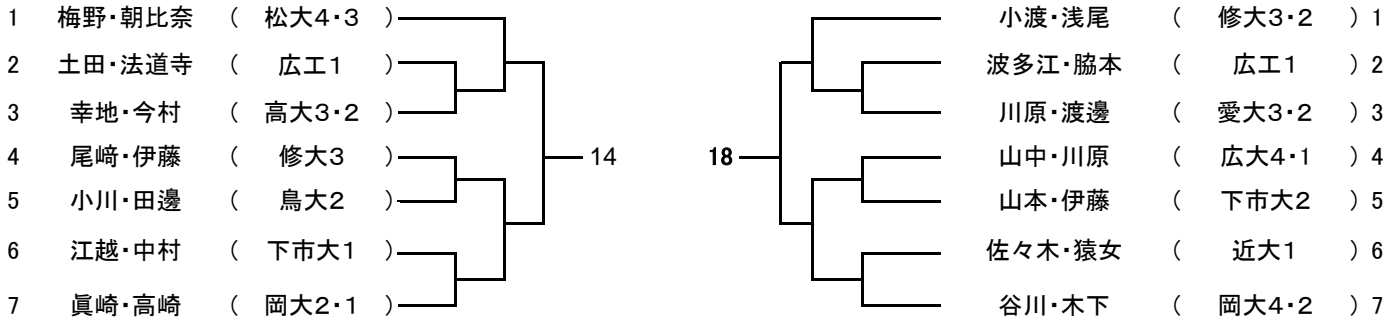 1 梅野・朝比奈 ( 松大4・3 )
2 土田・法道寺 ( 広工1 )
3 幸地・今村 ( 高大3・2 )
4 尾﨑・伊藤 ( 修大3 )
5 小川・田邊 ( 鳥大2 )
6 江越・中村 ( 下市大1 )
7 眞崎・高崎 ( 岡大2・1 )
14
18
小渡・浅尾 ( 修大3・2 ) 1
波多江・脇本 ( 広工1 ) 2
川原・渡邊 ( 愛大3・2 ) 3
山中・川原 ( 広大4・1 ) 4
山本・伊藤 ( 下市大2 ) 5
佐々木・猿女 ( 近大1 ) 6
谷川・木下 ( 岡大4・2 ) 7